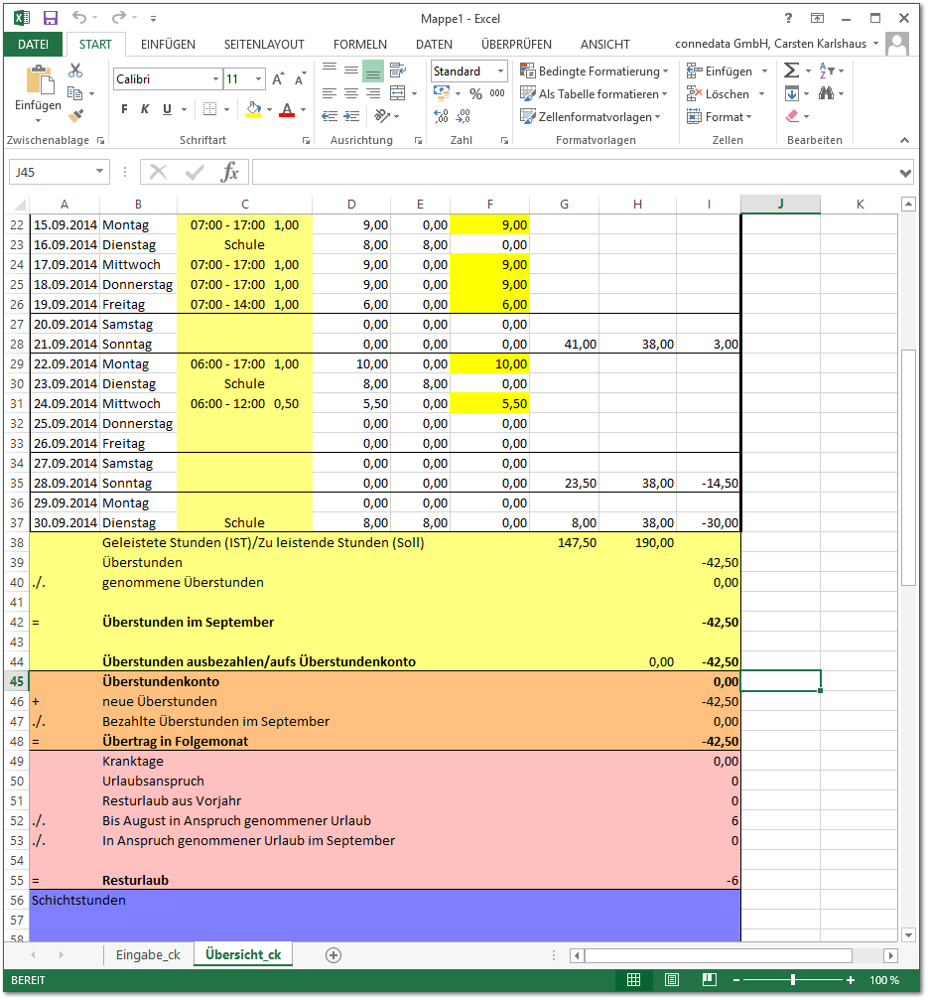 Mappe1 - Excel
?
DATEI START EINFÜGEN SEITENLAYOUT FORMELN DATEN ÜBERPRÜFEN ANSICHT connedata GmbH, Carsten Karlshaus
Einfügen
Calibri 11
F K U
Standard
% 000
Bedingte Formatierung
Als Tabelle formatieren
Zellenformatvorlagen
Einfügen
Löschen
Format
Zwischenablage Schriftart Ausrichtung Zahl Formatvorlagen Zellen Bearbeiten
J45 fx
A B C D E F G H I J K
22 15.09.2014 Montag 07:00 - 17:00 1,00 9,00 0,00 9,00
23 16.09.2014 Dienstag Schule 8,00 8,00 0,00
24 17.09.2014 Mittwoch 07:00 - 17:00 1,00 9,00 0,00 9,00
25 18.09.2014 Donnerstag 07:00 - 17:00 1,00 9,00 0,00 9,00
26 19.09.2014 Freitag 07:00 - 14:00 1,00 6,00 0,00 6,00
27 20.09.2014 Samstag 0,00 0,00 0,00
28 21.09.2014 Sonntag 0,00 0,00 0,00 41,00 38,00 3,00
29 22.09.2014 Montag 06:00 - 17:00 1,00 10,00 0,00 10,00
30 23.09.2014 Dienstag Schule 8,00 8,00 0,00
31 24.09.2014 Mittwoch 06:00 - 12:00 0,50 5,50 0,00 5,50
32 25.09.2014 Donnerstag 0,00 0,00 0,00
33 26.09.2014 Freitag 0,00 0,00 0,00
34 27.09.2014 Samstag 0,00 0,00 0,00
35 28.09.2014 Sonntag 0,00 0,00 0,00 23,50 38,00 -14,50
36 29.09.2014 Montag 0,00 0,00 0,00
37 30.09.2014 Dienstag Schule 8,00 8,00 0,00 8,00 38,00 -30,00
38 Geleistete Stunden (IST)/Zu leistende Stunden (Soll) 147,50 190,00
39 Überstunden -42,50
40 ./. genommene Überstunden 0,00
41
42 = Überstunden im September -42,50
43
44 Überstunden ausbezahlen/aufs Überstundenkonto 0,00 -42,50
45 Überstundenkonto 0,00
46 + neue Überstunden -42,50
47 ./. Bezahlte Überstunden im September 0,00
48 = Übertrag in Folgemonat -42,50
49 Kranktage 0,00
50 Urlaubsanspruch 0
51 Resturlaub aus Vorjahr 0
52 ./. Bis August in Anspruch genommener Urlaub 6
53 ./. In Anspruch genommener Urlaub im September 0
54
55 = Resturlaub -6
56 Schichtstunden
57
58
Eingabe_ck Übersicht_ck
BEREIT 100 %